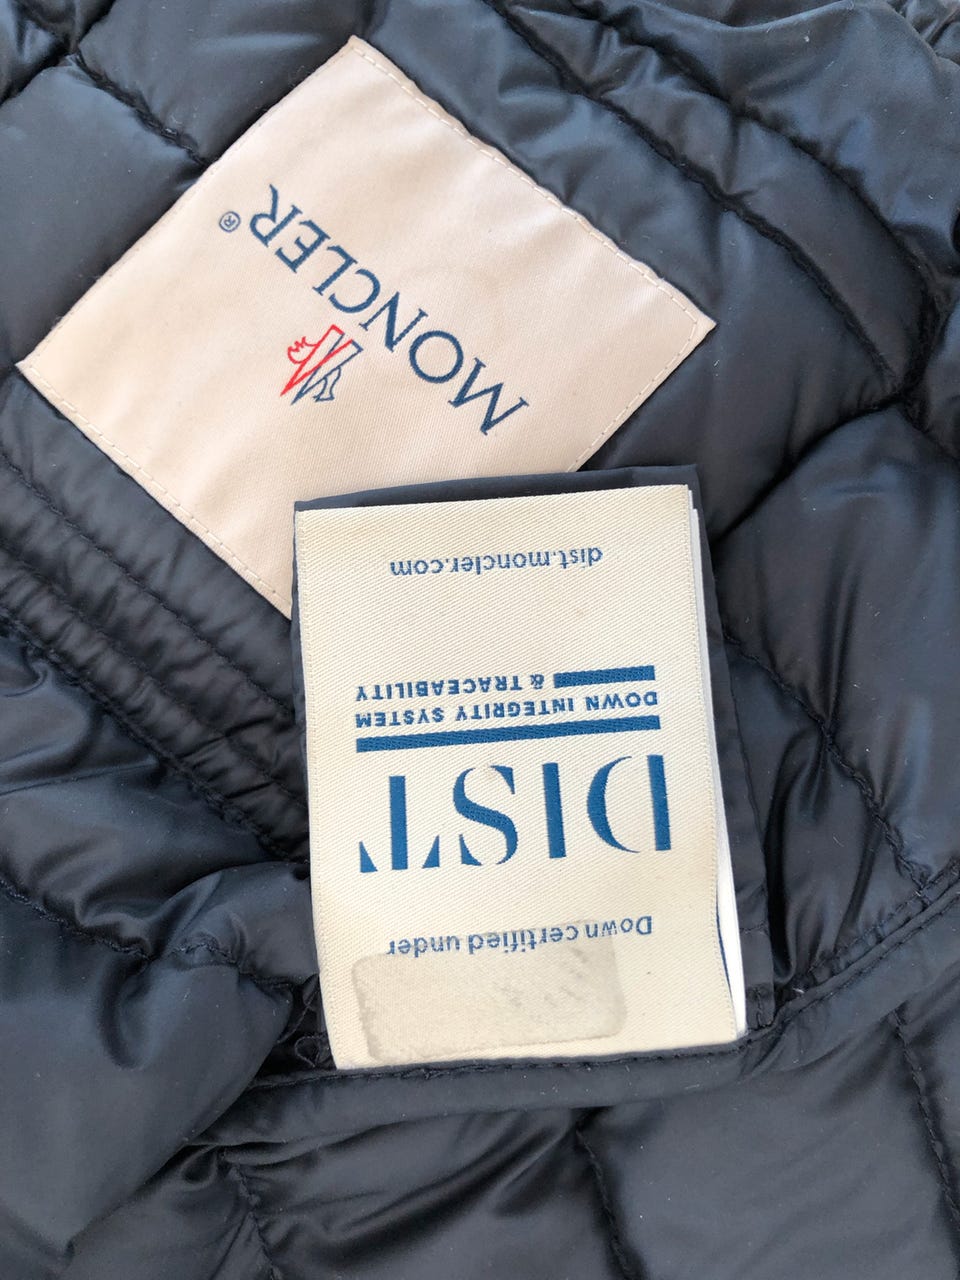 MONCLER®
Down certified under
DIST
DOWN INTEGRITY SYSTEM
& TRACEABILITY
dist.moncler.com